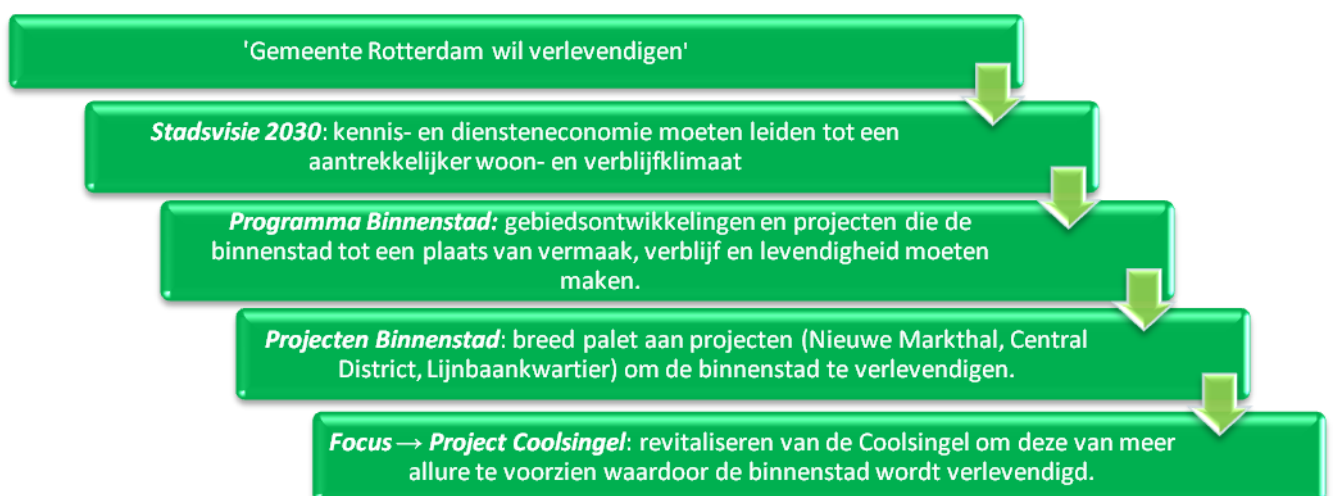 'Gemeente Rotterdam wil verlevendigen'
Stadsvisie 2030: kennis- en diensteneconomie moeten leiden tot een
aantrekkelijker woon- en verblijfklimaat
Programma Binnenstad: gebiedsontwikkelingen en projecten die de
binnenstad tot een plaats van vermaak, verblijf en levendigheid moeten
maken.
Projecten Binnenstad: breed palet aan projecten (Nieuwe Markthal, Central
District, Lijnbaankwartier) om de binnenstad te verlevendigen.
Focus → Project Coolsingel: revitaliseren van de Coolsingel om deze van meer
allure te voorzien waardoor de binnenstad wordt verlevendigd.